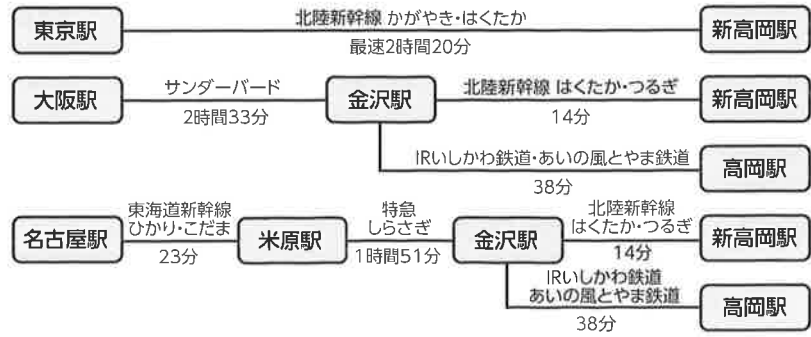 東京駅
北陸新幹線 かがやき・はくたか
最速2時間20分
新高岡駅
大阪駅
サンダーバード
2時間33分
金沢駅
北陸新幹線 はくたか・つるぎ
14分
新高岡駅
IRいしかわ鉄道・あいの風とやま鉄道
38分
高岡駅
名古屋駅
東海道新幹線
ひかり・こだま
23分
米原駅
特急
しらさぎ
1時間51分
金沢駅
北陸新幹線
はくたか・つるぎ
14分
新高岡駅
IRいしかわ鉄道
あいの風とやま鉄道
38分
高岡駅